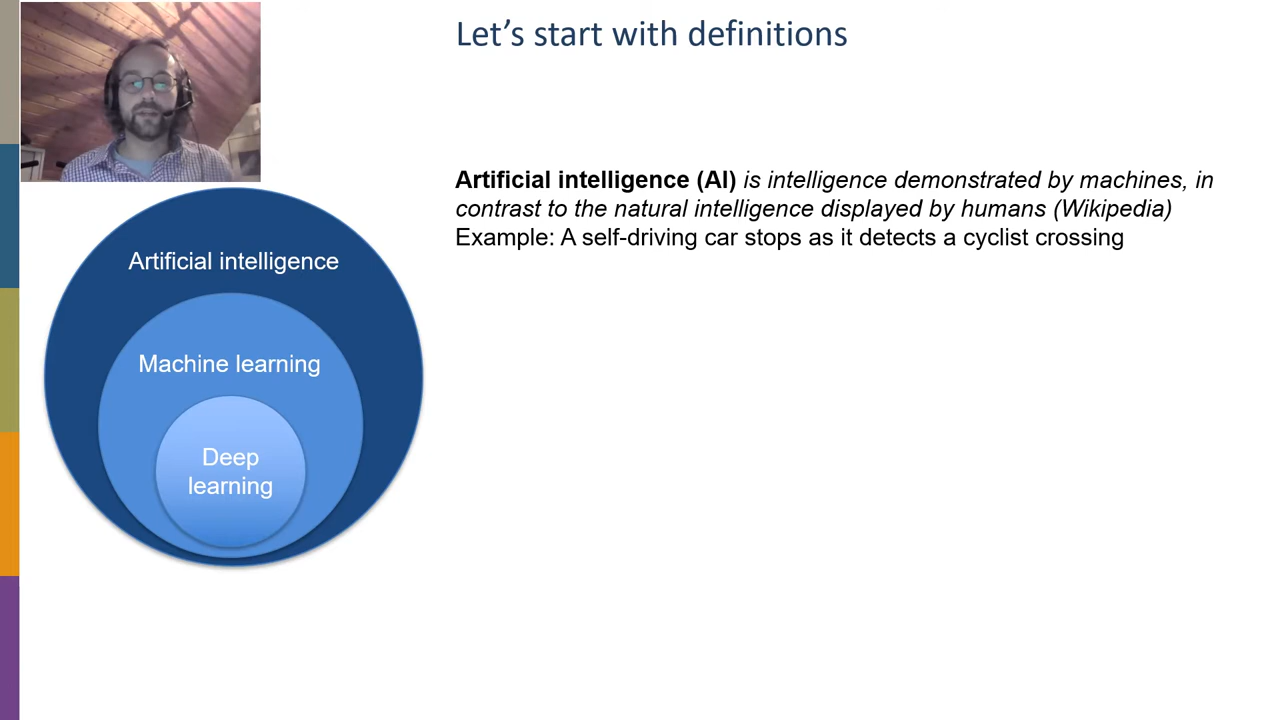 Let’s start with definitions
Artificial intelligence (AI) is intelligence demonstrated by machines, in
contrast to the natural intelligence displayed by humans (Wikipedia)
Example: A self-driving car stops as it detects a cyclist crossing
Artificial intelligence
Machine learning
Deep
learning